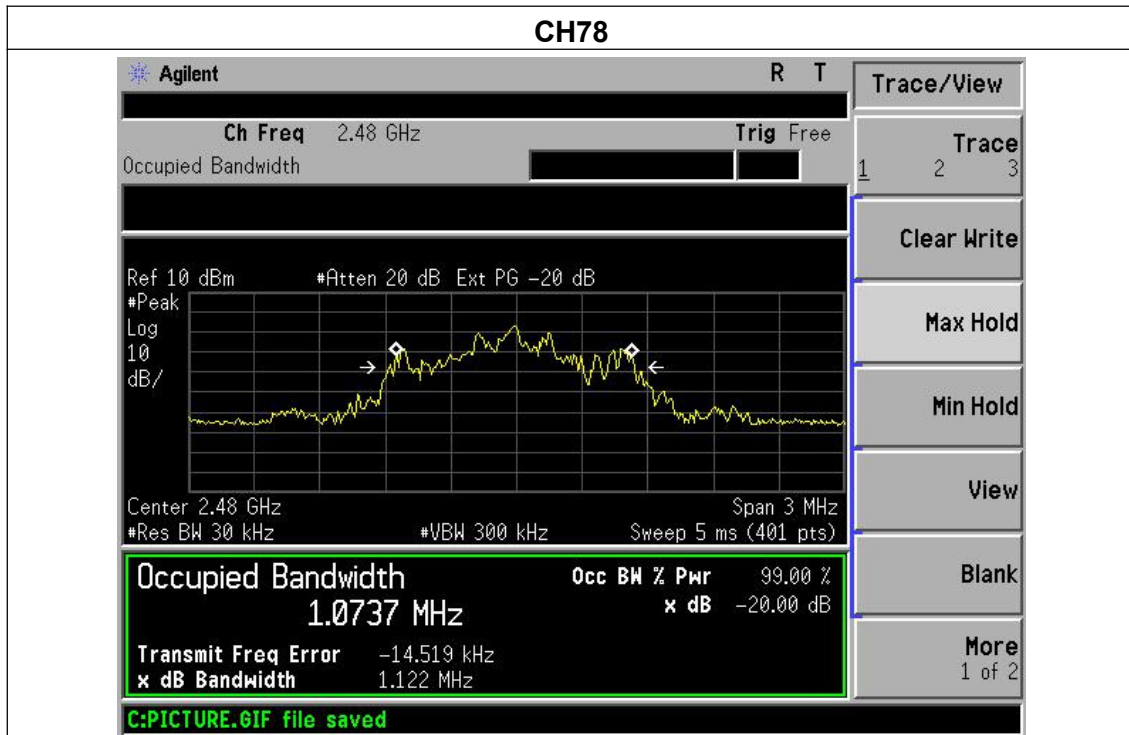 CH78
Agilent R T
Trace/View
Ch Freq 2.48 GHz Trig Free
Occupied Bandwidth
Trace
1 2 3
Clear Write
Ref 10 dBm #Atten 20 dB Ext PG −20 dB
#Peak
Log
10
dB/
Max Hold
Min Hold
View
Center 2.48 GHz Span 3 MHz
#Res BW 30 kHz #VBW 300 kHz Sweep 5 ms (401 pts)
Occupied Bandwidth Occ BW % Pwr 99.00 %
1.0737 MHz x dB −20.00 dB
Blank
Transmit Freq Error −14.519 kHz
x dB Bandwidth 1.122 MHz
More
1 of 2
C:PICTURE.GIF file saved